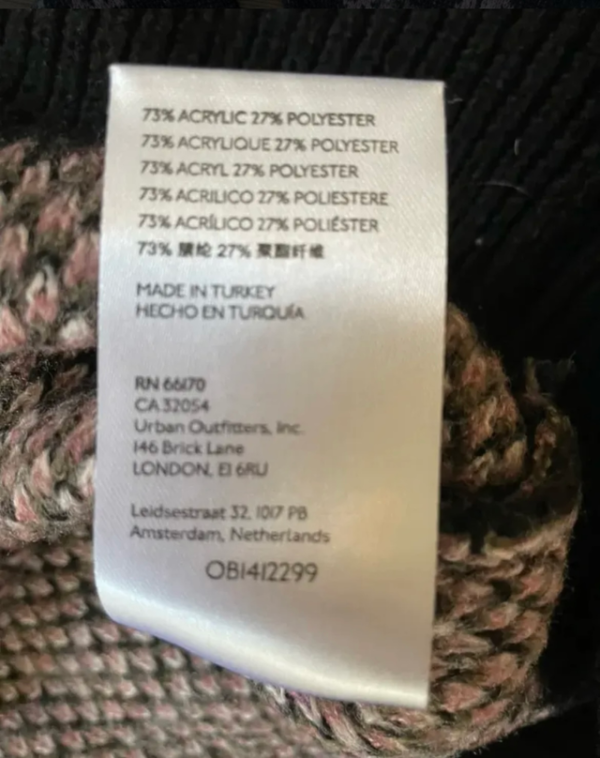 73% ACRYLIC 27% POLYESTER
73% ACRYLIQUE 27% POLYESTER
73% ACRYL 27% POLYESTER
73% ACRILICO 27% POLIESTERE
73% ACRÍLICO 27% POLIÉSTER
73% 腈纶 27% 聚酯纤维
MADE IN TURKEY
HECHO EN TURQUÍA
RN 66170
CA 32054
Urban Outfitters, Inc.
146 Brick Lane
LONDON, E1 6RU
Leidsestraat 32, 1017 PB
Amsterdam, Netherlands
OB1412299